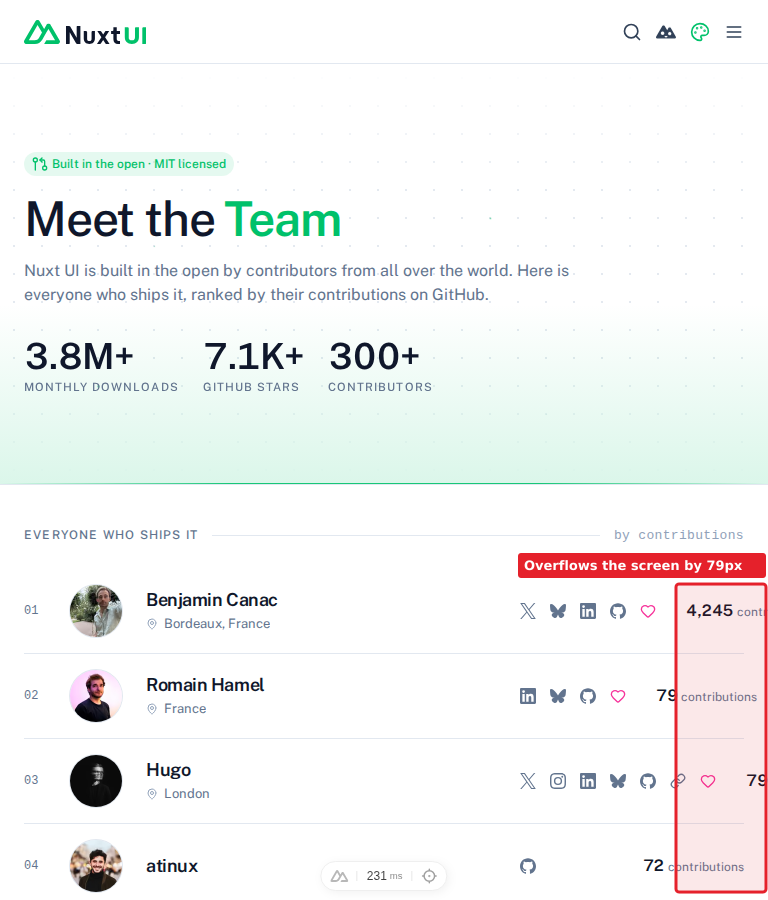 Nuxt UI
Built in the open · MIT licensed
Meet the Team
Nuxt UI is built in the open by contributors from all over the world. Here is
everyone who ships it, ranked by their contributions on GitHub.
3.8M+ 7.1K+ 300+
MONTHLY DOWNLOADS GITHUB STARS CONTRIBUTORS
EVERYONE WHO SHIPS IT by contributions
Overflows the screen by 79px
01 Benjamin Canac 4,245
Bordeaux, France
02 Romain Hamel 79 contributions
France
03 Hugo 79
London
04 atinux 72 contributions
231 ms